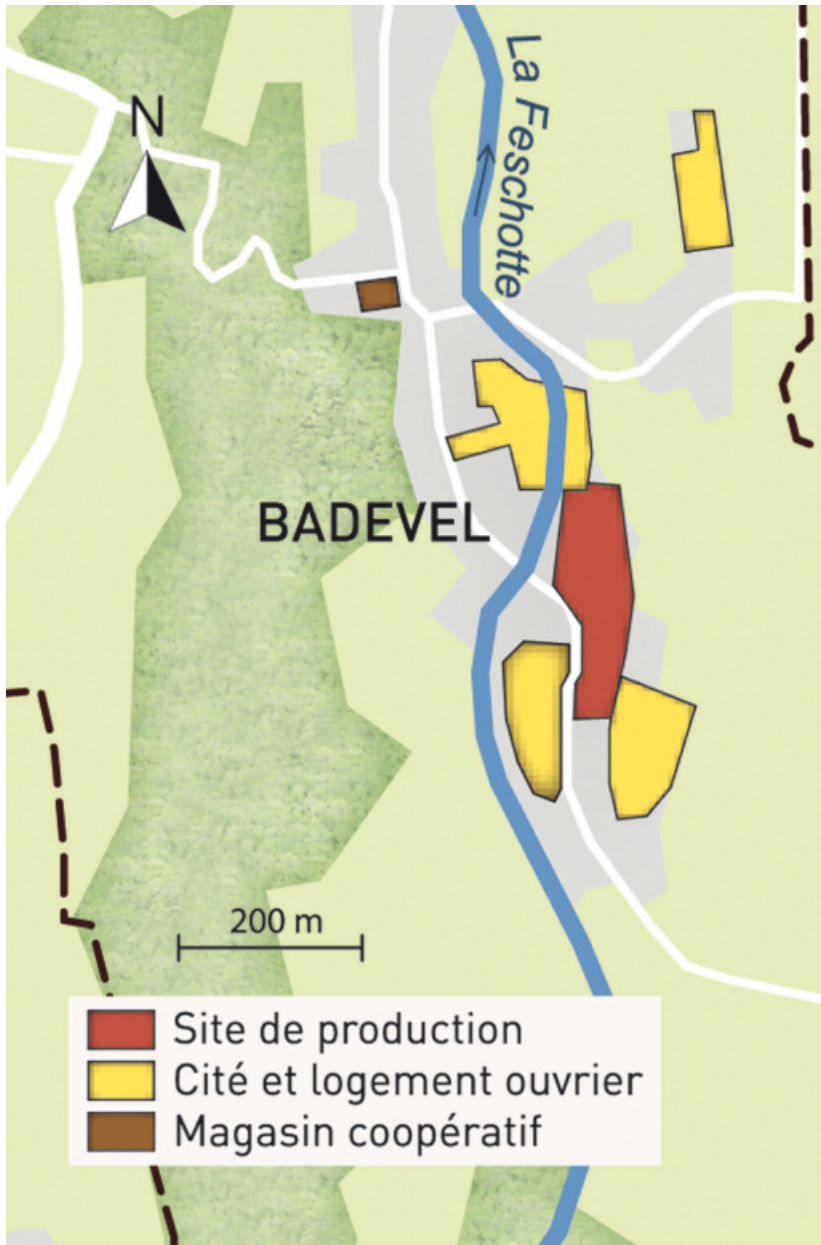 N
La Feschotte
BADEVEL
200 m
Site de production
Cité et logement ouvrier
Magasin coopératif